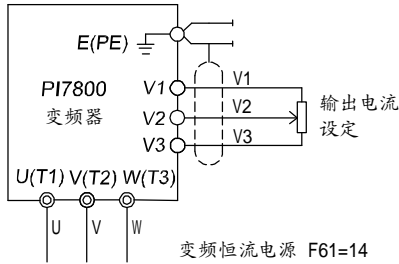 E(PE)
PI7800
变频器
V1
V2
V3
V1
V2
V3
输出电流
设定
U(T1) V(T2) W(T3)
U V W
变频恒流电源 F61=14